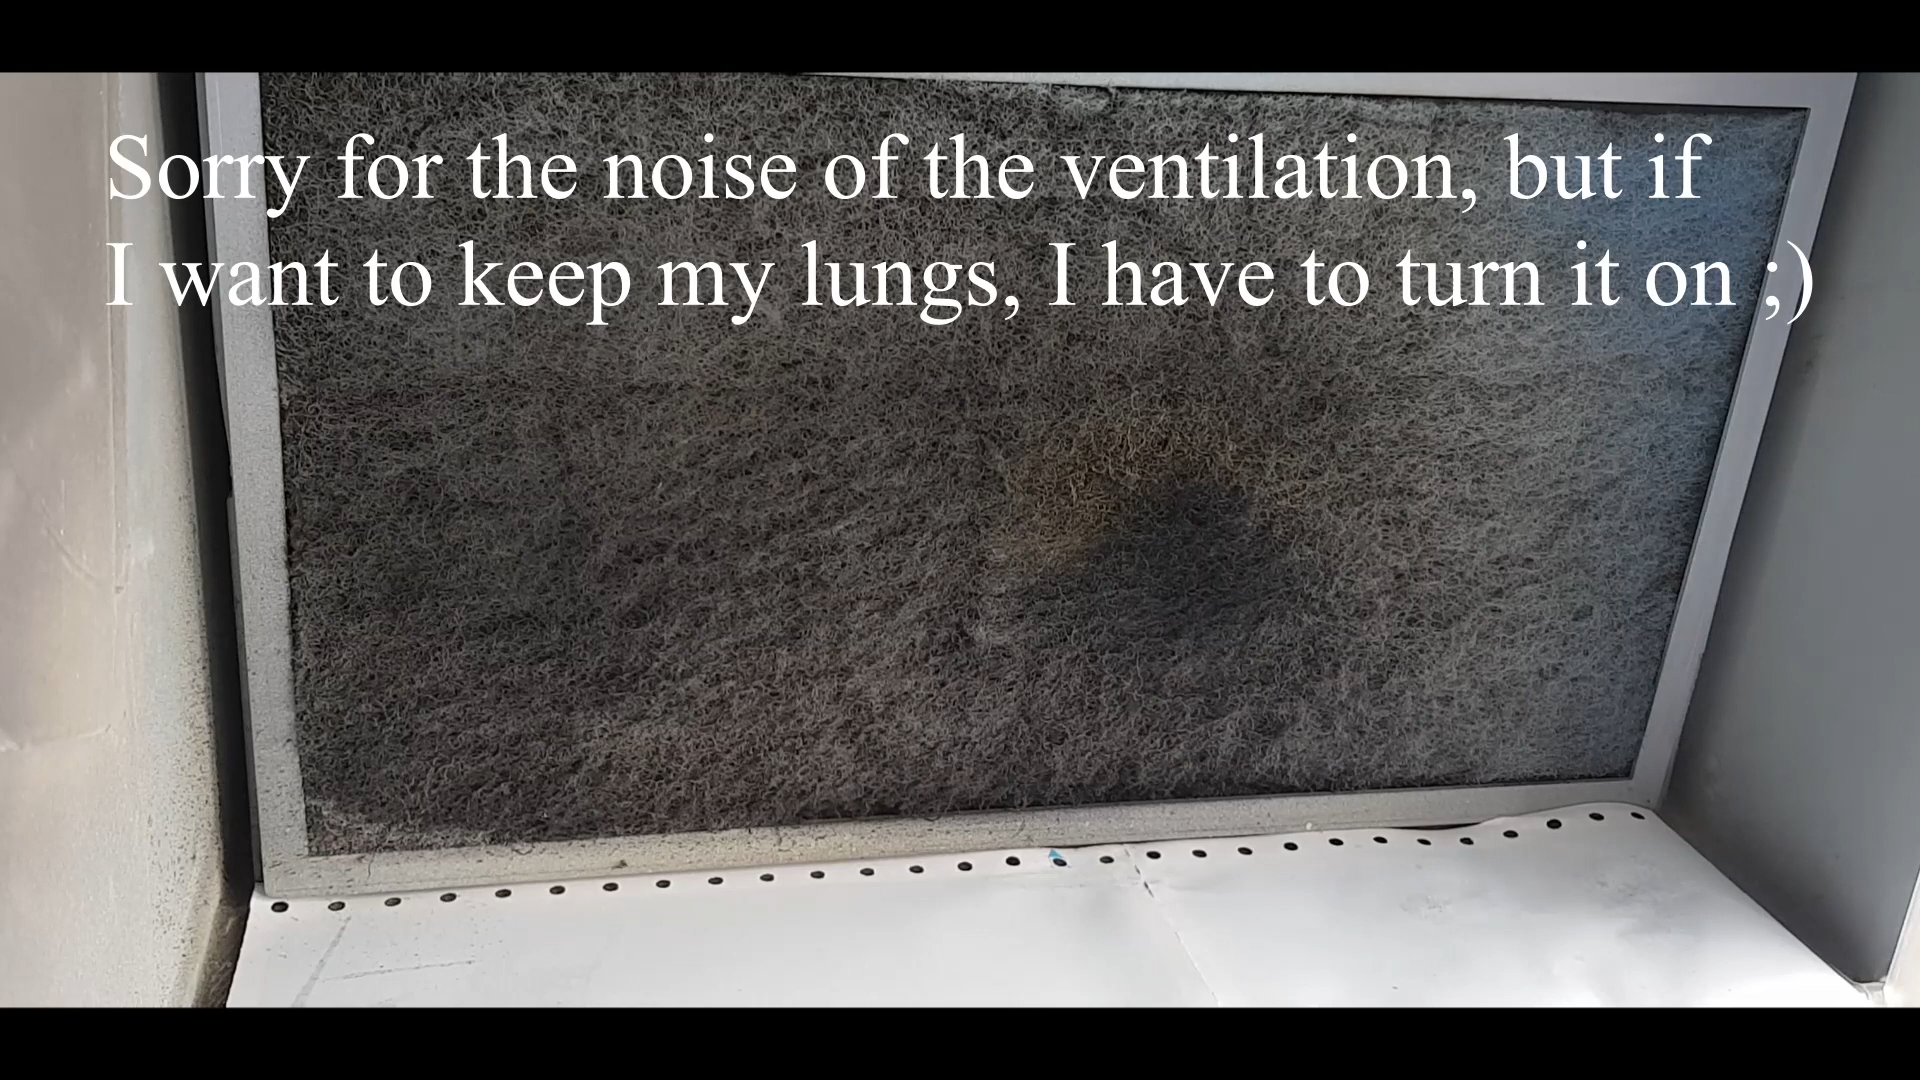 Sorry for the noise of the ventilation, but if
I want to keep my lungs, I have to turn it on ;)